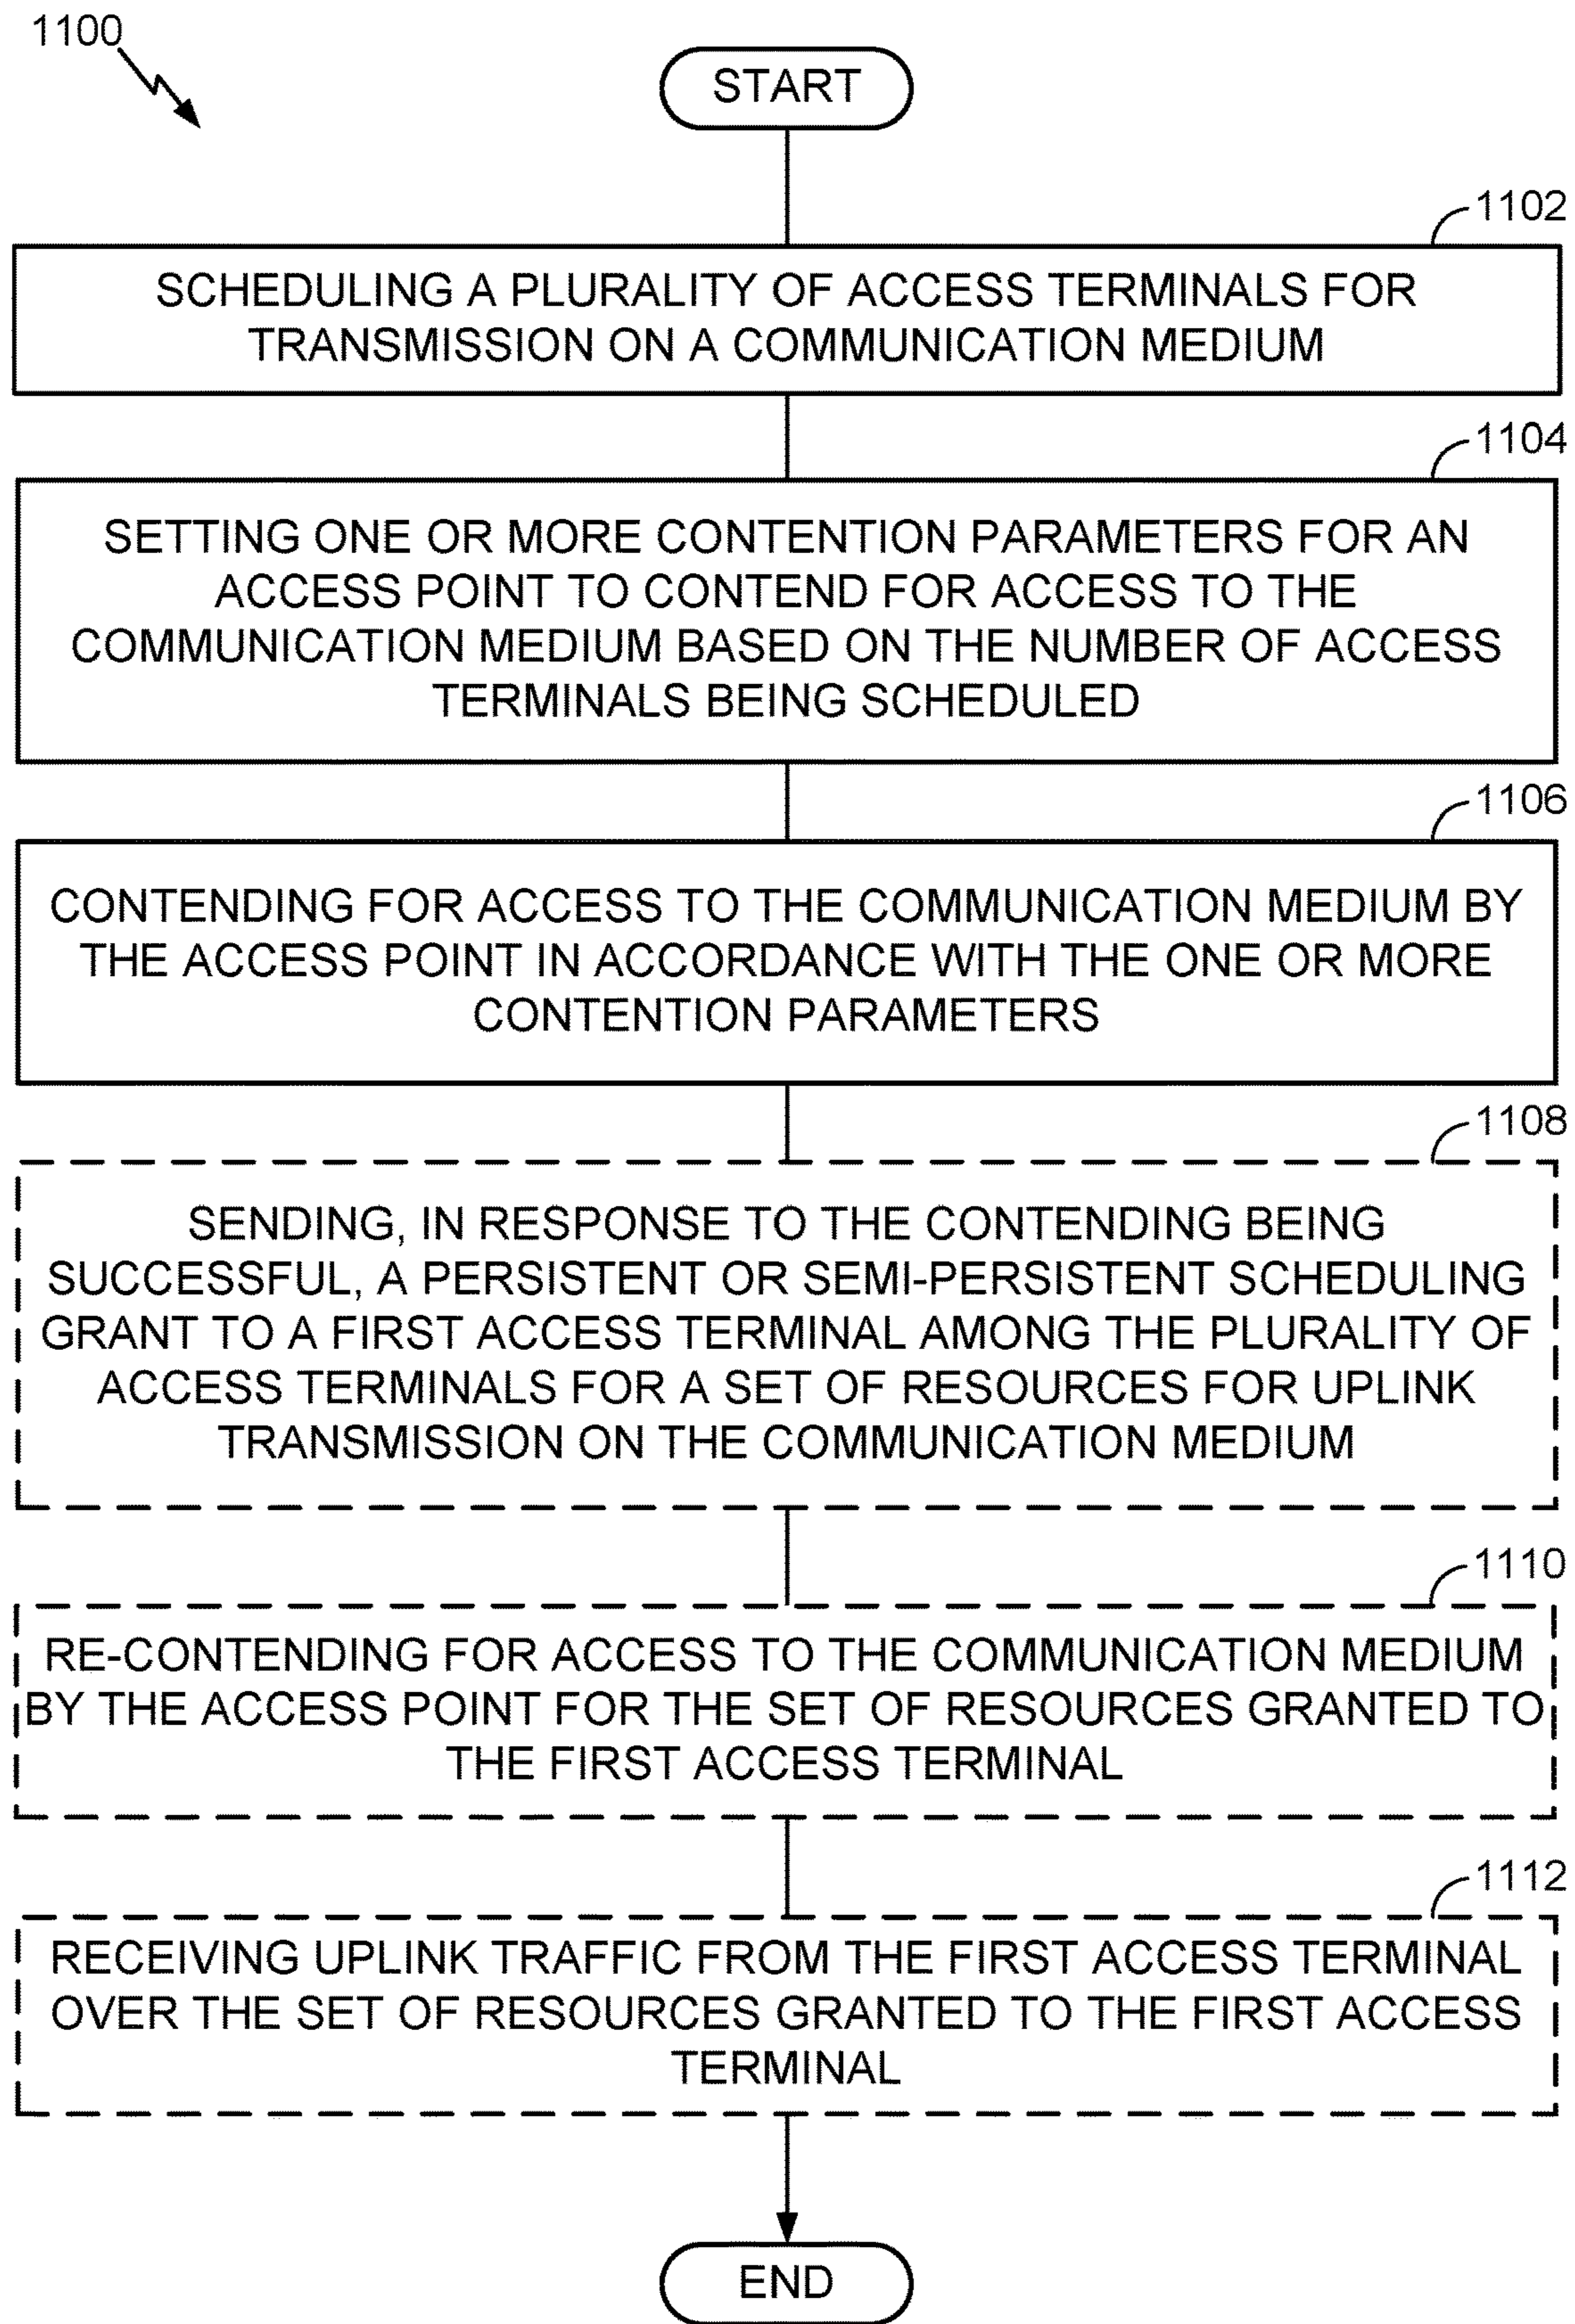 1100
START
1102
SCHEDULING A PLURALITY OF ACCESS TERMINALS FOR
TRANSMISSION ON A COMMUNICATION MEDIUM
1104
SETTING ONE OR MORE CONTENTION PARAMETERS FOR AN
ACCESS POINT TO CONTEND FOR ACCESS TO THE
COMMUNICATION MEDIUM BASED ON THE NUMBER OF ACCESS
TERMINALS BEING SCHEDULED
1106
CONTENDING FOR ACCESS TO THE COMMUNICATION MEDIUM BY
THE ACCESS POINT IN ACCORDANCE WITH THE ONE OR MORE
CONTENTION PARAMETERS
1108
SENDING, IN RESPONSE TO THE CONTENDING BEING
SUCCESSFUL, A PERSISTENT OR SEMI-PERSISTENT SCHEDULING
GRANT TO A FIRST ACCESS TERMINAL AMONG THE PLURALITY OF
ACCESS TERMINALS FOR A SET OF RESOURCES FOR UPLINK
TRANSMISSION ON THE COMMUNICATION MEDIUM
1110
RE-CONTENDING FOR ACCESS TO THE COMMUNICATION MEDIUM
BY THE ACCESS POINT FOR THE SET OF RESOURCES GRANTED TO
THE FIRST ACCESS TERMINAL
1112
RECEIVING UPLINK TRAFFIC FROM THE FIRST ACCESS TERMINAL
OVER THE SET OF RESOURCES GRANTED TO THE FIRST ACCESS
TERMINAL
END